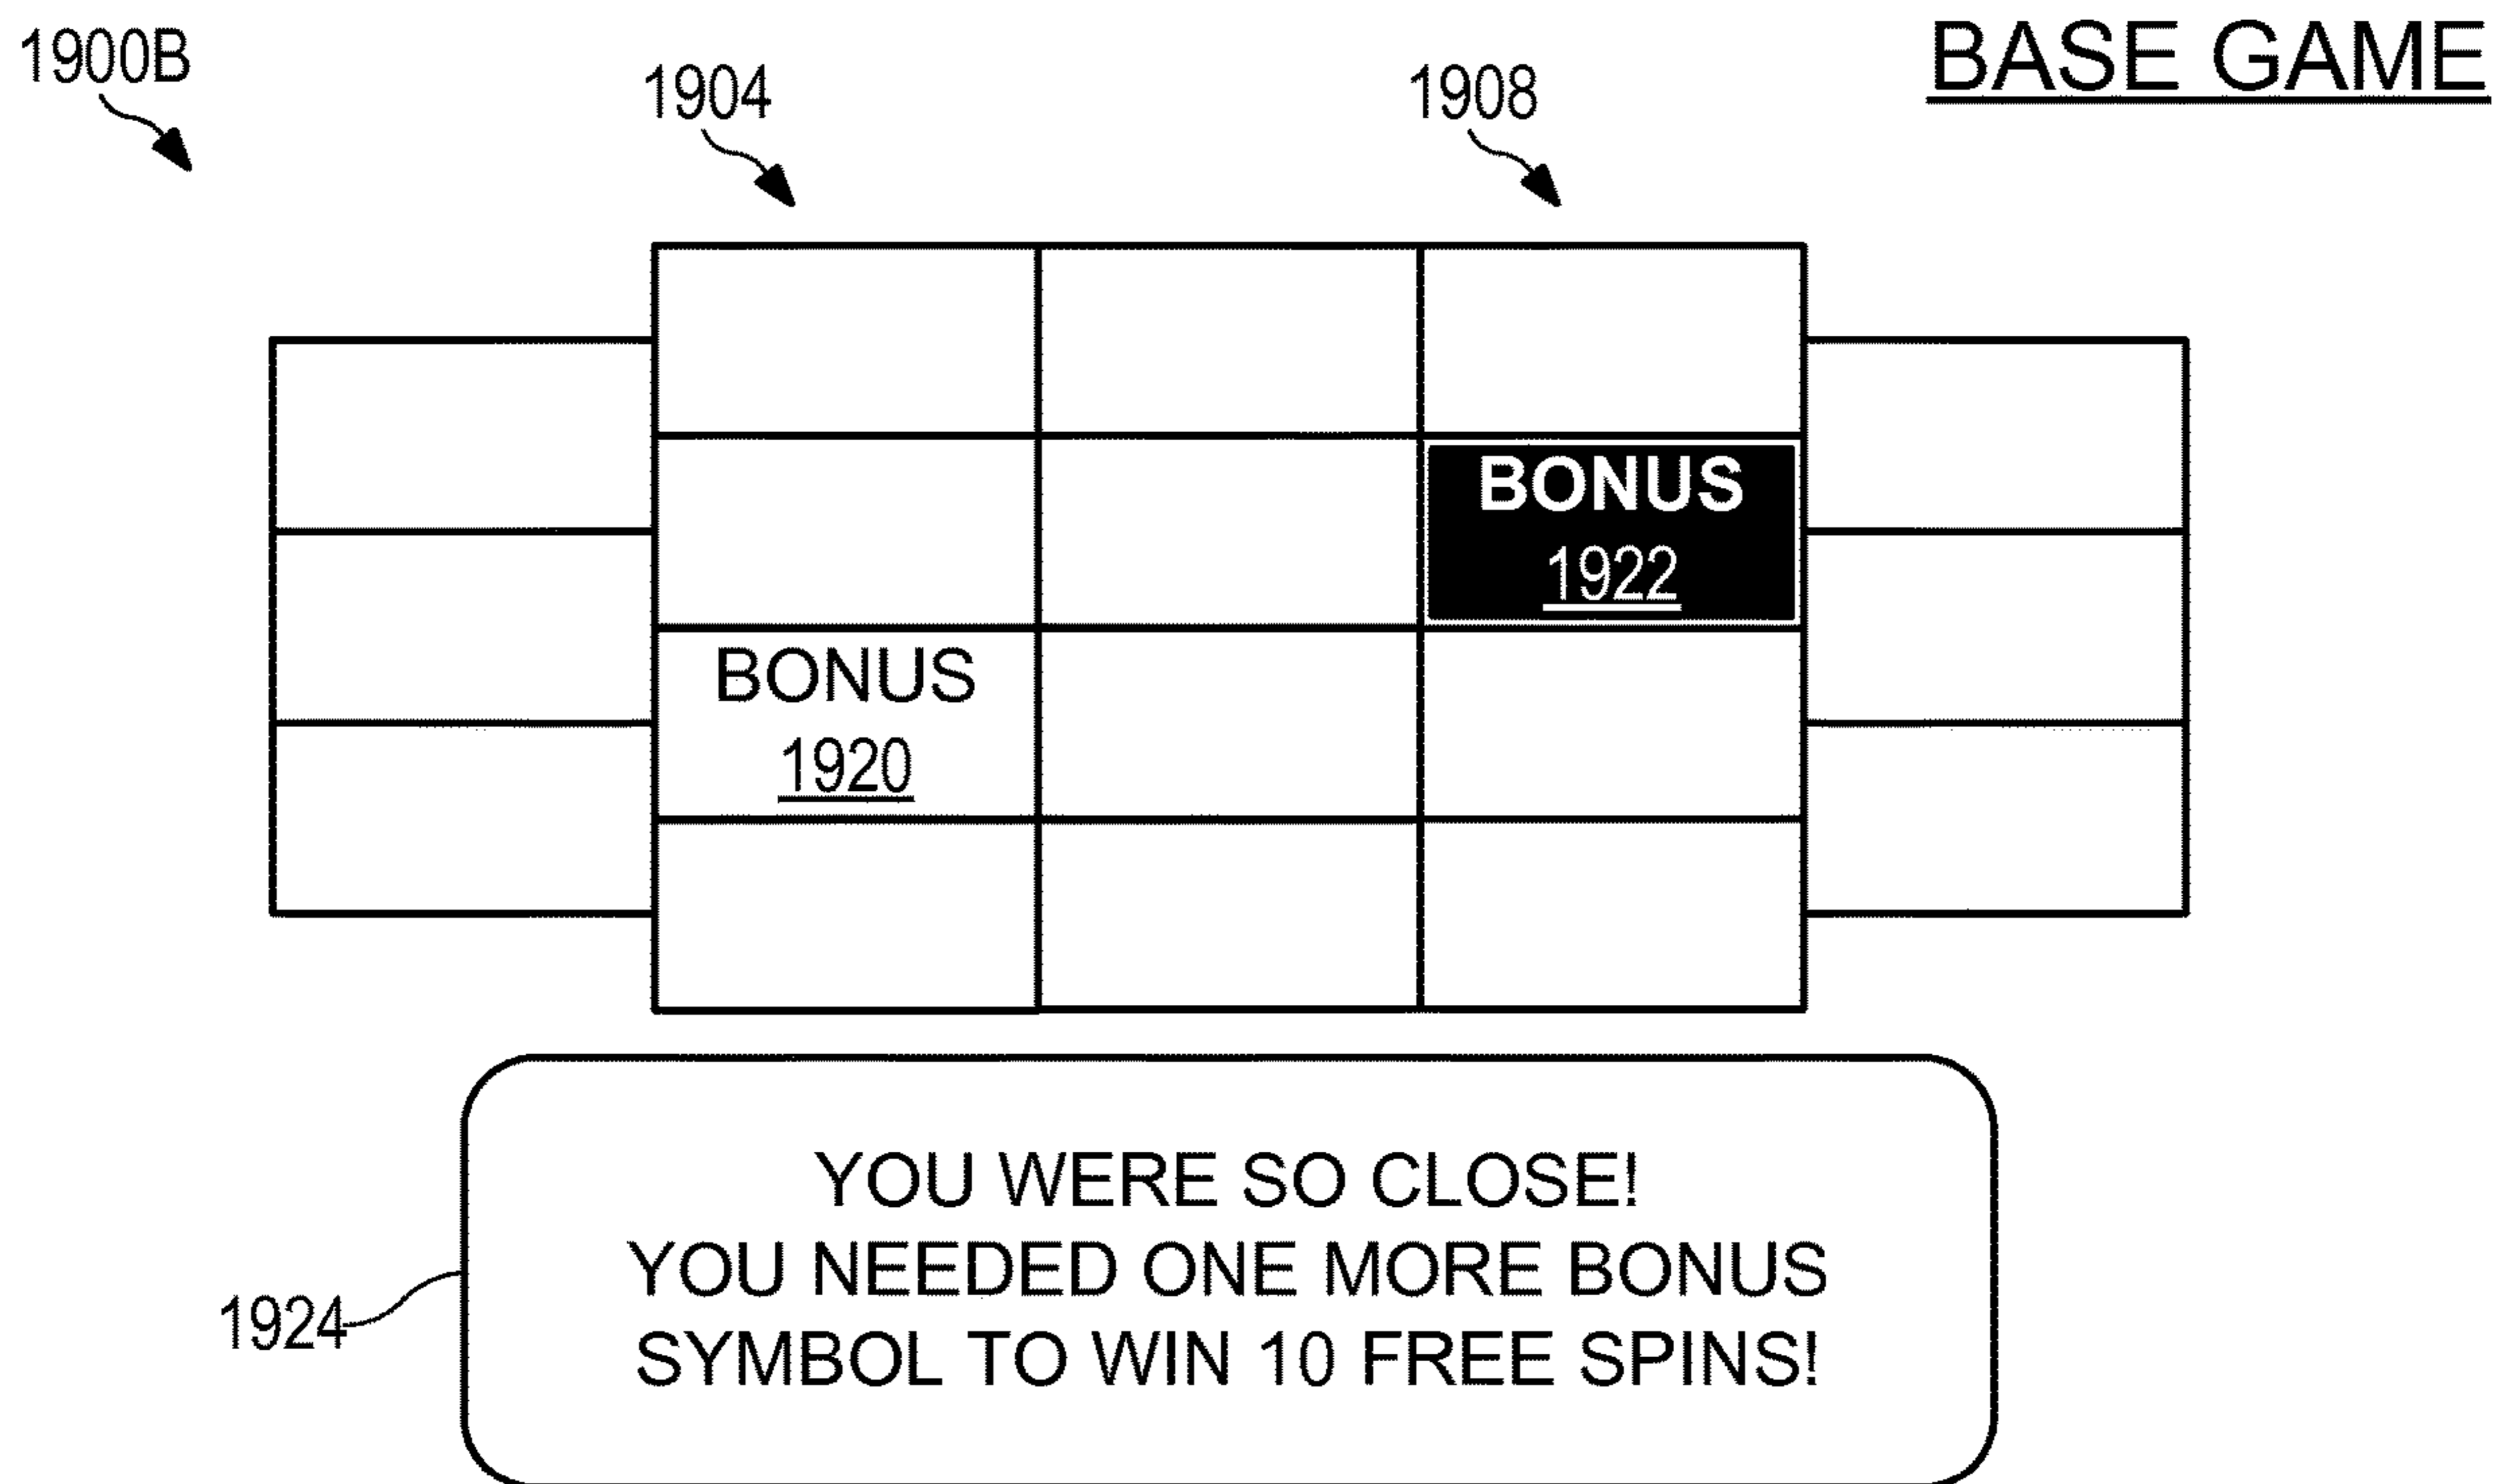 1900B
1904
1908
BASE GAME
BONUS
1922
BONUS
1920
YOU WERE SO CLOSE!
YOU NEEDED ONE MORE BONUS
SYMBOL TO WIN 10 FREE SPINS!
1924